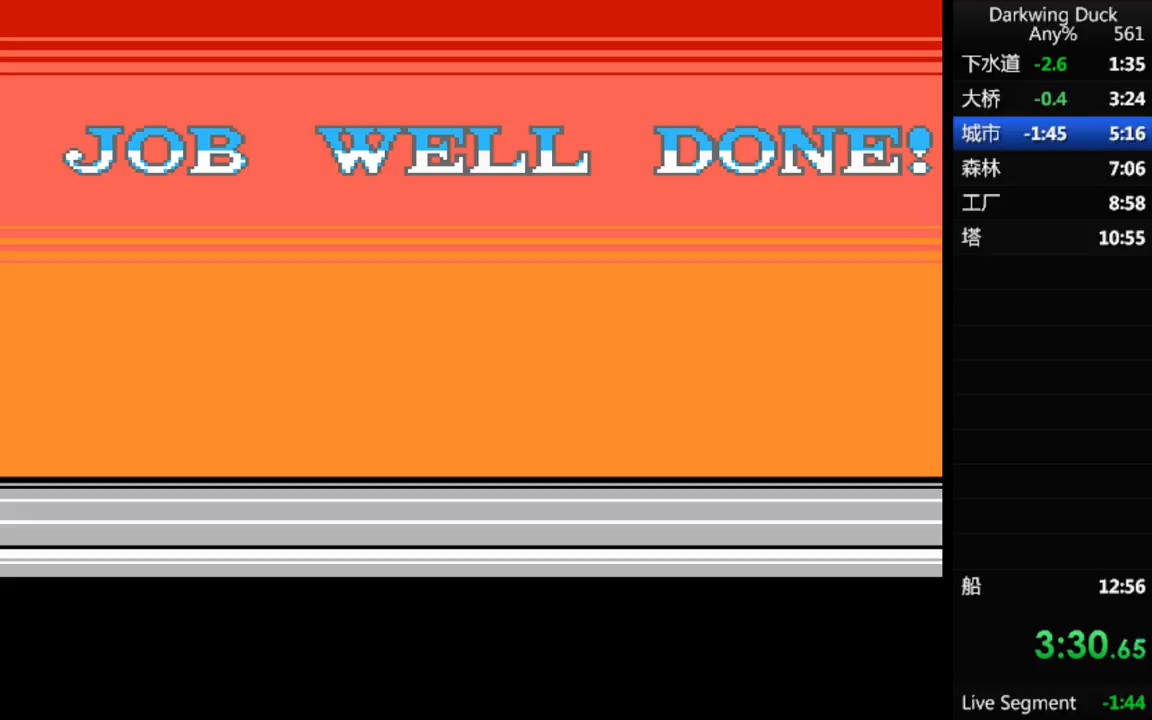 JOB WELL DONE!
Darkwing Duck
Any% 561
下水道 -2.6 1:35
大桥 -0.4 3:24
城市 -1:45 5:16
森林 7:06
工厂 8:58
塔 10:55
船 12:56
3:30.65
Live Segment -1:44